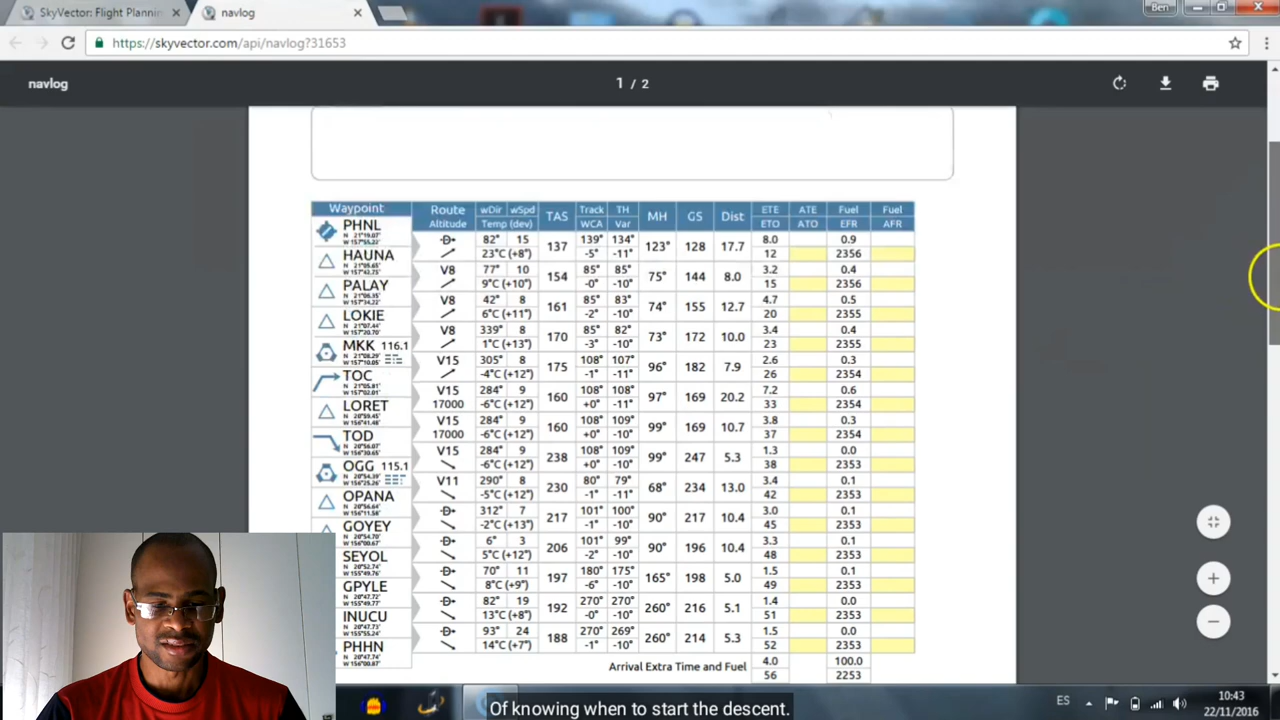 SkyVector: Flight Plannin
navlog
Ben
https://skyvector.com/api/navlog?31653
navlog
1 / 2
Waypoint Route wDir wSpd TAS Track TH MH GS Dist ETE ATE Fuel Fuel
Altitude Temp (dev) WCA Var ETO ATO EFR AFR
PHNL
HAUNA
PALAY
LOKIE
MKK 116.1
TOC
LORET
TOD
OGG 115.1
OPANA
GOYEY
SEYOL
GPYLE
INUCU
PHHN
D 82° 15 137 139° 134° 123° 128 17.7 8.0 0.9
23°C (+8°) -5° -11° 12 2356
V8 77° 10 154 85° 85° 75° 144 8.0 3.2 0.4
9°C (+10°) -0° -10° 15 2356
V8 42° 8 161 85° 83° 74° 155 12.7 4.7 0.5
6°C (+11°) -2° -10° 20 2355
V8 339° 8 170 85° 82° 73° 172 10.0 3.4 0.4
1°C (+13°) -3° -10° 23 2355
V15 305° 8 175 108° 107° 96° 182 7.9 2.6 0.3
-4°C (+12°) -1° -11° 26 2354
V15 284° 9 160 108° 108° 97° 169 20.2 7.2 0.6
17000 -6°C (+12°) +0° -11° 33 2354
V15 284° 9 160 108° 109° 99° 169 10.7 3.8 0.3
17000 -6°C (+12°) +0° -10° 37 2354
V15 284° 9 238 108° 109° 99° 247 5.3 1.3 0.0
-6°C (+12°) +0° -10° 38 2353
V11 290° 8 230 80° 79° 68° 234 13.0 3.4 0.1
-5°C (+12°) -1° -11° 42 2353
D 312° 7 217 101° 100° 90° 217 10.4 3.0 0.1
-2°C (+13°) -1° -10° 45 2353
D 6° 3 206 101° 99° 90° 196 10.4 3.3 0.1
5°C (+12°) -2° -10° 48 2353
D 70° 11 197 180° 175° 165° 198 5.0 1.5 0.1
8°C (+9°) -6° -10° 49 2353
D 82° 19 192 270° 270° 260° 216 5.1 1.4 0.0
13°C (+8°) -0° -10° 51 2353
D 93° 24 188 270° 269° 260° 214 5.3 1.5 0.0
14°C (+7°) -1° -10° 52 2353
Arrival Extra Time and Fuel 4.0 100.0
56 2253
Of knowing when to start the descent.
ES
10:43
22/11/2016